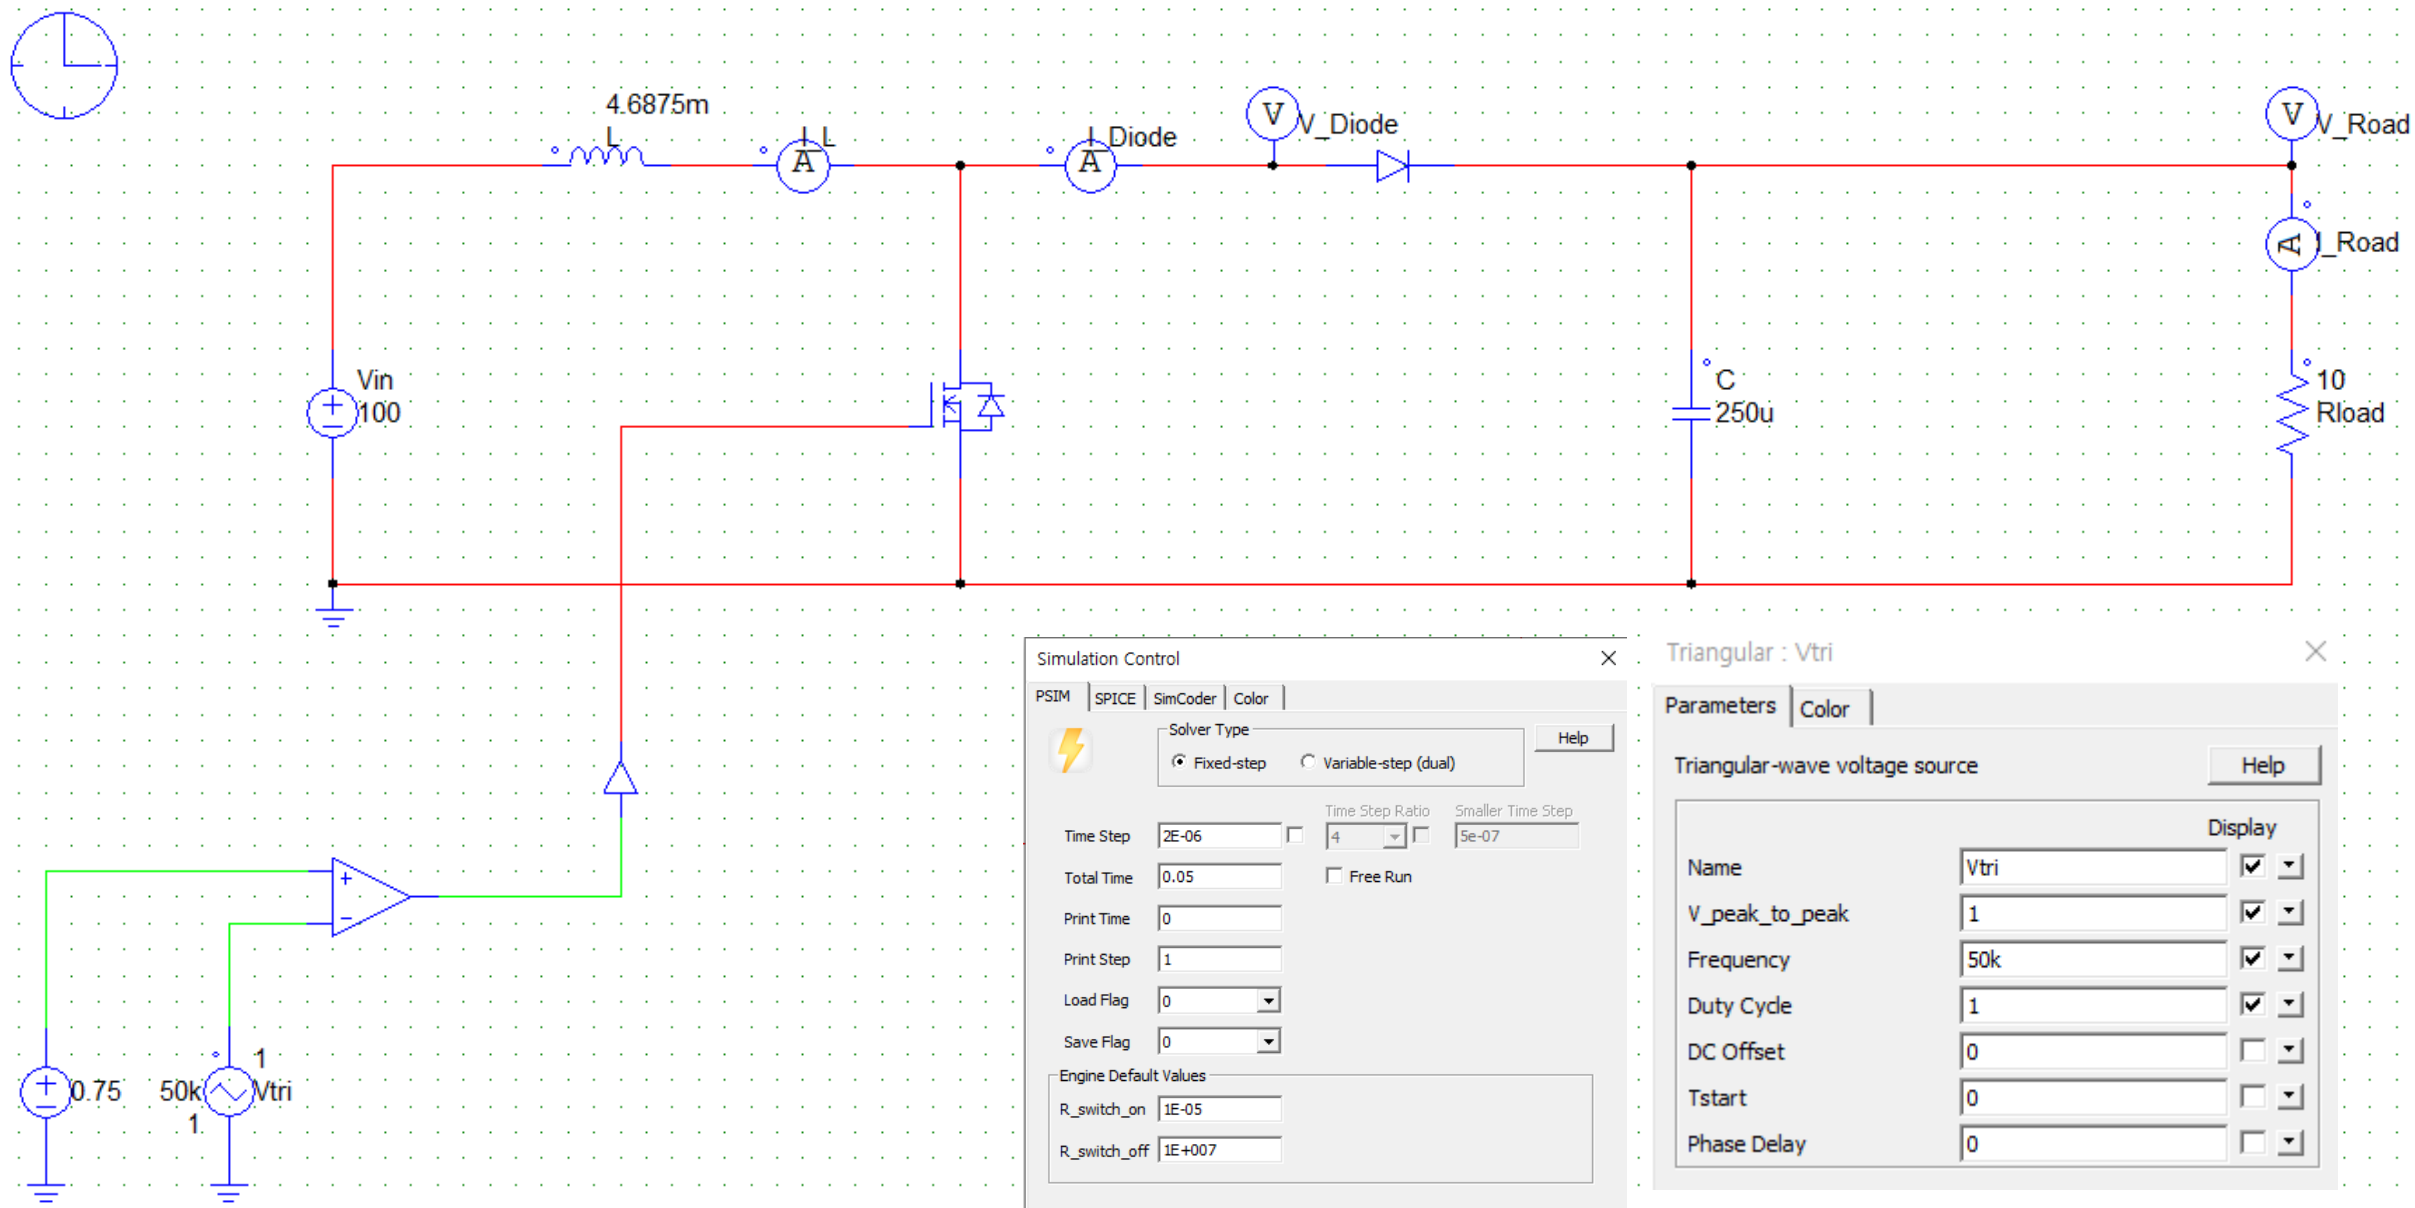 4.6875m
L
I_L
A
I_Diode
A
V
V_Diode
V
V_Road
A
I_Road
Vin
100
C
250u
10
Rload
+
−
0.75
50k
1
Vtri
1
Simulation Control
PSIM
SPICE
SimCoder
Color
Solver Type
Fixed-step
Variable-step (dual)
Help
Time Step Ratio
Smaller Time Step
Time Step
2E-06
4
5e-07
Total Time
0.05
Free Run
Print Time
0
Print Step
1
Load Flag
0
Save Flag
0
Engine Default Values
R_switch_on
1E-05
R_switch_off
1E+007
Triangular : Vtri
Parameters
Color
Triangular-wave voltage source
Help
Display
Name
Vtri
V_peak_to_peak
1
Frequency
50k
Duty Cycle
1
DC Offset
0
Tstart
0
Phase Delay
0